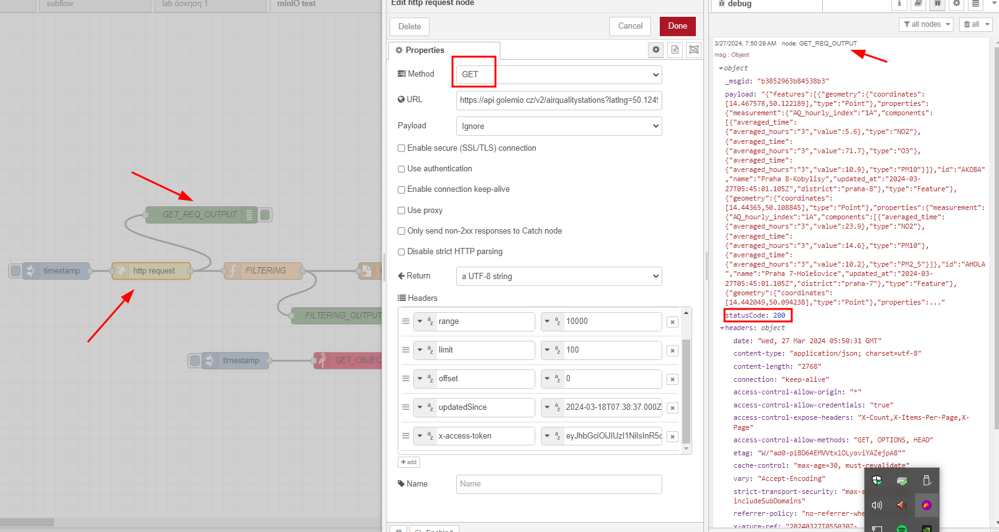 subflow
lab άσκηση 1
minIO test
GET_REQ_OUTPUT
timestamp
http request
FILTERING
FILTERING_OUTPUT
timestamp
GET_OBJEC
Edit http request node
Delete
Cancel
Done
Properties
Method
GET
URL
https://api.golemio.cz/v2/airqualitystations?latlng=50.1249
Payload
Ignore
Enable secure (SSL/TLS) connection
Use authentication
Enable connection keep-alive
Use proxy
Only send non-2xx responses to Catch node
Disable strict HTTP parsing
Return
a UTF-8 string
Headers
range
10000
limit
100
offset
0
updatedSince
2024-03-18T07:38:37.000Z
x-access-token
eyJhbGciOiJIUzI1NiIsInR5c
add
Name
Name
Enabled
debug
all nodes
all
3/27/2024, 7:50:29 AM node: GET_REQ_OUTPUT
msg : Object
object
_msgid: "b3852963b84538b3"
payload: "{"features":[{"geometry":{"coordinates":
[14.467578,50.122189],"type":"Point"},"properties":
{"measurement":{"AQ_hourly_index":"1A","components":
[{"averaged_time":
{"averaged_hours":"3","value":5.6},"type":"NO2"},
{"averaged_time":
{"averaged_hours":"3","value":71.7},"type":"O3"},
{"averaged_time":
{"averaged_hours":"3","value":10.9},"type":"PM10"}]},"id":"AKOBA"
,"name":"Praha 8-Kobylisy","updated_at":"2024-03-
27T05:45:01.105Z","district":"praha-8"},"type":"Feature"},
{"geometry":{"coordinates":
[14.44365,50.108845],"type":"Point"},"properties":{"measurement":
{"AQ_hourly_index":"1A","components":[{"averaged_time":
{"averaged_hours":"3","value":23.9},"type":"NO2"},
{"averaged_time":
{"averaged_hours":"3","value":14.6},"type":"PM10"},
{"averaged_time":
{"averaged_hours":"3","value":10.2},"type":"PM2_5"}]},"id":"AHOLA
","name":"Praha 7-Holešovice","updated_at":"2024-03-
27T05:45:01.105Z","district":"praha-7"},"type":"Feature"},
{"geometry":{"coordinates":
[14.442049,50.094238],"type":"Point"},"properties":..."
statusCode: 200
headers: object
date: "Wed, 27 Mar 2024 05:50:31 GMT"
content-type: "application/json; charset=utf-8"
content-length: "2768"
connection: "keep-alive"
access-control-allow-origin: "*"
access-control-allow-credentials: "true"
access-control-expose-headers: "X-Count,X-Items-Per-Page,X-
Page"
access-control-allow-methods: "GET, OPTIONS, HEAD"
etag: "W/"ad0-piBD64EMVVtxlOLyoviYAZejpA8""
cache-control: "max-age=30, must-revalidate"
vary: "Accept-Encoding"
strict-transport-security: "max-a
includeSubDomains"
referrer-policy: "no-referrer-whe
x-azure-ref: "20240327T055030Z-